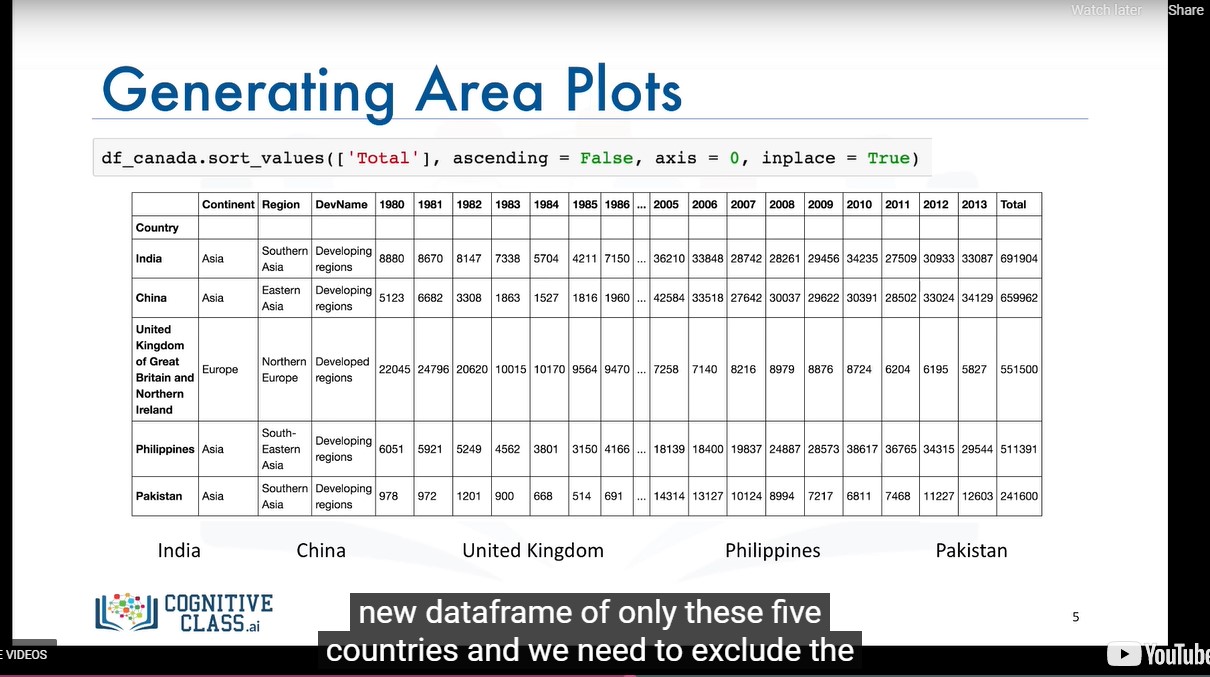 Watch later Share
Generating Area Plots
df_canada.sort_values(['Total'], ascending = False, axis = 0, inplace = True)
Continent Region DevName 1980 1981 1982 1983 1984 1985 1986 ... 2005 2006 2007 2008 2009 2010 2011 2012 2013 Total
Country
India Asia Southern Asia Developing regions 8880 8670 8147 7338 5704 4211 7150 ... 36210 33848 28742 28261 29456 34235 27509 30933 33087 691904
China Asia Eastern Asia Developing regions 5123 6682 3308 1863 1527 1816 1960 ... 42584 33518 27642 30037 29622 30391 28502 33024 34129 659962
United Kingdom of Great Britain and Northern Ireland Europe Northern Europe Developed regions 22045 24796 20620 10015 10170 9564 9470 ... 7258 7140 8216 8979 8876 8724 6204 6195 5827 551500
Philippines Asia South-Eastern Asia Developing regions 6051 5921 5249 4562 3801 3150 4166 ... 18139 18400 19837 24887 28573 38617 36765 34315 29544 511391
Pakistan Asia Southern Asia Developing regions 978 972 1201 900 668 514 691 ... 14314 13127 10124 8994 7217 6811 7468 11227 12603 241600
India China United Kingdom Philippines Pakistan
COGNITIVE
CLASS.ai
new dataframe of only these five
countries and we need to exclude the
5
E VIDEOS
YouTube